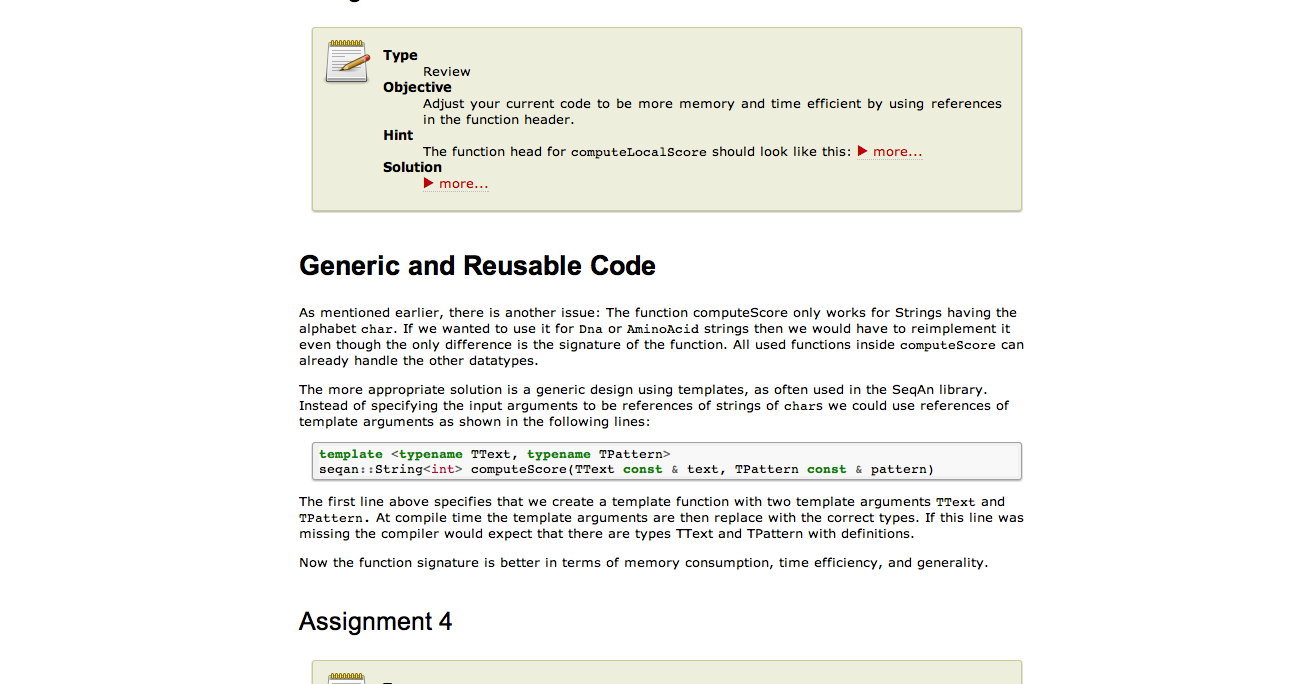 Type
Review
Objective
Adjust your current code to be more memory and time efficient by using references
in the function header.
Hint
The function head for computeLocalScore should look like this: ▶ more...
Solution
▶ more...
Generic and Reusable Code
As mentioned earlier, there is another issue: The function computeScore only works for Strings having the
alphabet char. If we wanted to use it for Dna or AminoAcid strings then we would have to reimplement it
even though the only difference is the signature of the function. All used functions inside computeScore can
already handle the other datatypes.
The more appropriate solution is a generic design using templates, as often used in the SeqAn library.
Instead of specifying the input arguments to be references of strings of chars we could use references of
template arguments as shown in the following lines:
template <typename TText, typename TPattern>
seqan::String<int> computeScore(TText const & text, TPattern const & pattern)
The first line above specifies that we create a template function with two template arguments TText and
TPattern. At compile time the template arguments are then replace with the correct types. If this line was
missing the compiler would expect that there are types TText and TPattern with definitions.
Now the function signature is better in terms of memory consumption, time efficiency, and generality.
Assignment 4